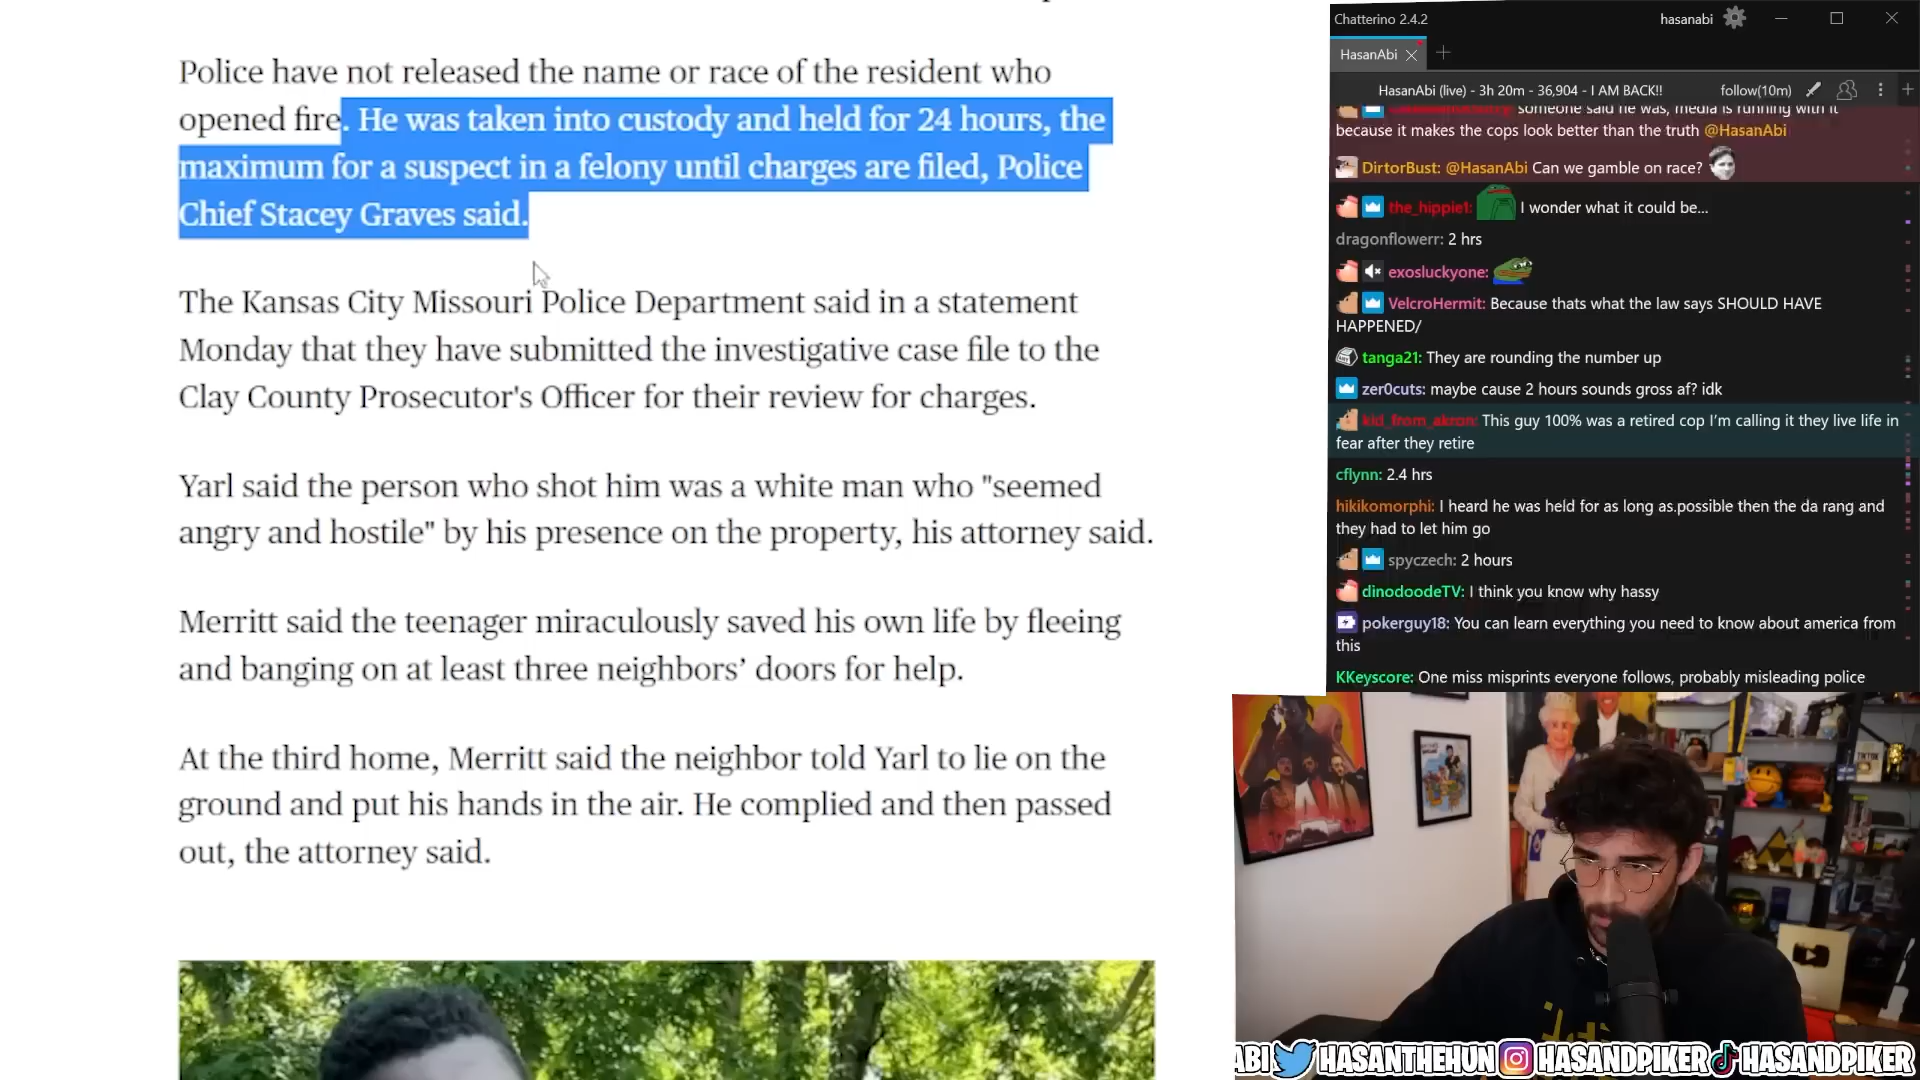 Police have not released the name or race of the resident who
opened fire. He was taken into custody and held for 24 hours, the
maximum for a suspect in a felony until charges are filed, Police
Chief Stacey Graves said.
The Kansas City Missouri Police Department said in a statement
Monday that they have submitted the investigative case file to the
Clay County Prosecutor's Officer for their review for charges.
Yarl said the person who shot him was a white man who "seemed
angry and hostile" by his presence on the property, his attorney said.
Merritt said the teenager miraculously saved his own life by fleeing
and banging on at least three neighbors’ doors for help.
At the third home, Merritt said the neighbor told Yarl to lie on the
ground and put his hands in the air. He complied and then passed
out, the attorney said.
Chatterino 2.4.2
hasanabi
HasanAbi
HasanAbi (live) - 3h 20m - 36,904 - I AM BACK!!
follow(10m)
someone said he was, media is running with it
because it makes the cops look better than the truth @HasanAbi
DirtorBust: @HasanAbi Can we gamble on race?
the_hippie1: I wonder what it could be...
dragonflowerr: 2 hrs
exosluckyone:
VelcroHermit: Because thats what the law says SHOULD HAVE
HAPPENED/
tanga21: They are rounding the number up
zer0cuts: maybe cause 2 hours sounds gross af? idk
kid_from_akron: This guy 100% was a retired cop I’m calling it they live life in
fear after they retire
cflynn: 2.4 hrs
hikikomorphi: I heard he was held for as long as.possible then the da rang and
they had to let him go
spyczech: 2 hours
dinodoodeTV: I think you know why hassy
pokerguy18: You can learn everything you need to know about america from
this
KKeyscore: One miss misprints everyone follows, probably misleading police
ABI HASANTHEHUN HASANDPIKER HASANDPIKER